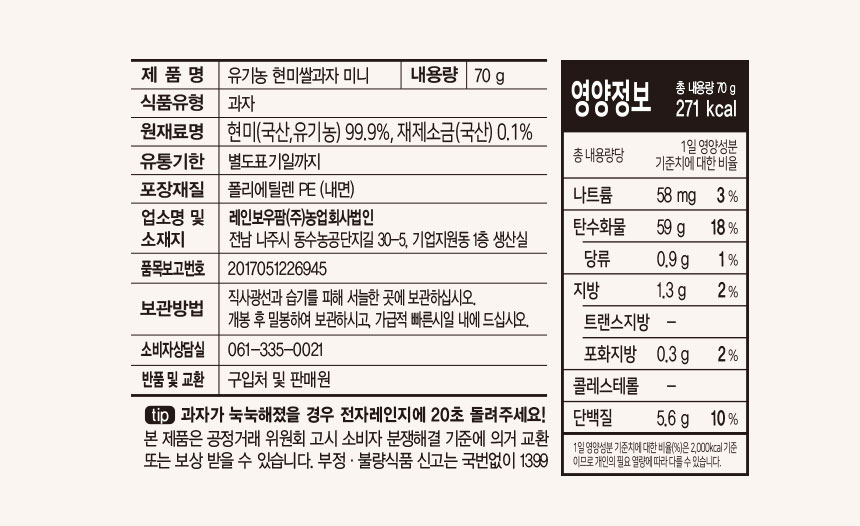 제 품 명 유기농 현미쌀과자 미니 내용량 70 g
식품유형 과자
원재료명 현미(국산,유기농) 99.9%, 재제소금(국산) 0.1%
유통기한 별도표기일까지
포장재질 폴리에틸렌 PE (내면)
업소명 및 소재지
레인보우팜(주)농업회사법인
전남 나주시 동수농공단지길 30-5, 기업지원동 1층 생산실
품목보고번호 2017051226945
보관방법
직사광선과 습기를 피해 서늘한 곳에 보관하십시오.
개봉 후 밀봉하여 보관하시고, 가급적 빠른시일 내에 드십시오.
소비자상담실 061-335-0021
반품 및 교환 구입처 및 판매원
tip 과자가 눅눅해졌을 경우 전자레인지에 20초 돌려주세요!
본 제품은 공정거래 위원회 고시 소비자 분쟁해결 기준에 의거 교환
또는 보상 받을 수 있습니다. 부정 · 불량식품 신고는 국번없이 1399
영양정보
총 내용량 70 g
271 kcal
총 내용량당
1일 영양성분
기준치에 대한 비율
나트륨 58 mg 3 %
탄수화물 59 g 18 %
당류 0.9 g 1 %
지방 1.3 g 2 %
트랜스지방 -
포화지방 0.3 g 2 %
콜레스테롤 -
단백질 5.6 g 10 %
1일 영양성분 기준치에 대한 비율(%)은 2,000kcal 기준
이므로 개인의 필요 열량에 따라 다를 수 있습니다.